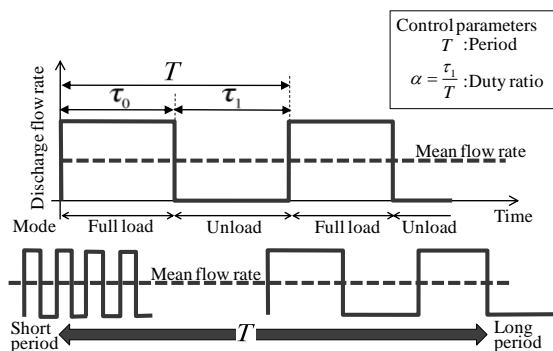 Control parameters
T :Period
α = τ₁/T :Duty ratio
Discharge flow rate
T
τ₀ τ₁
Mean flow rate
Time
Mode Full load Unload Full load Unload
Mean flow rate
Short period T Long period